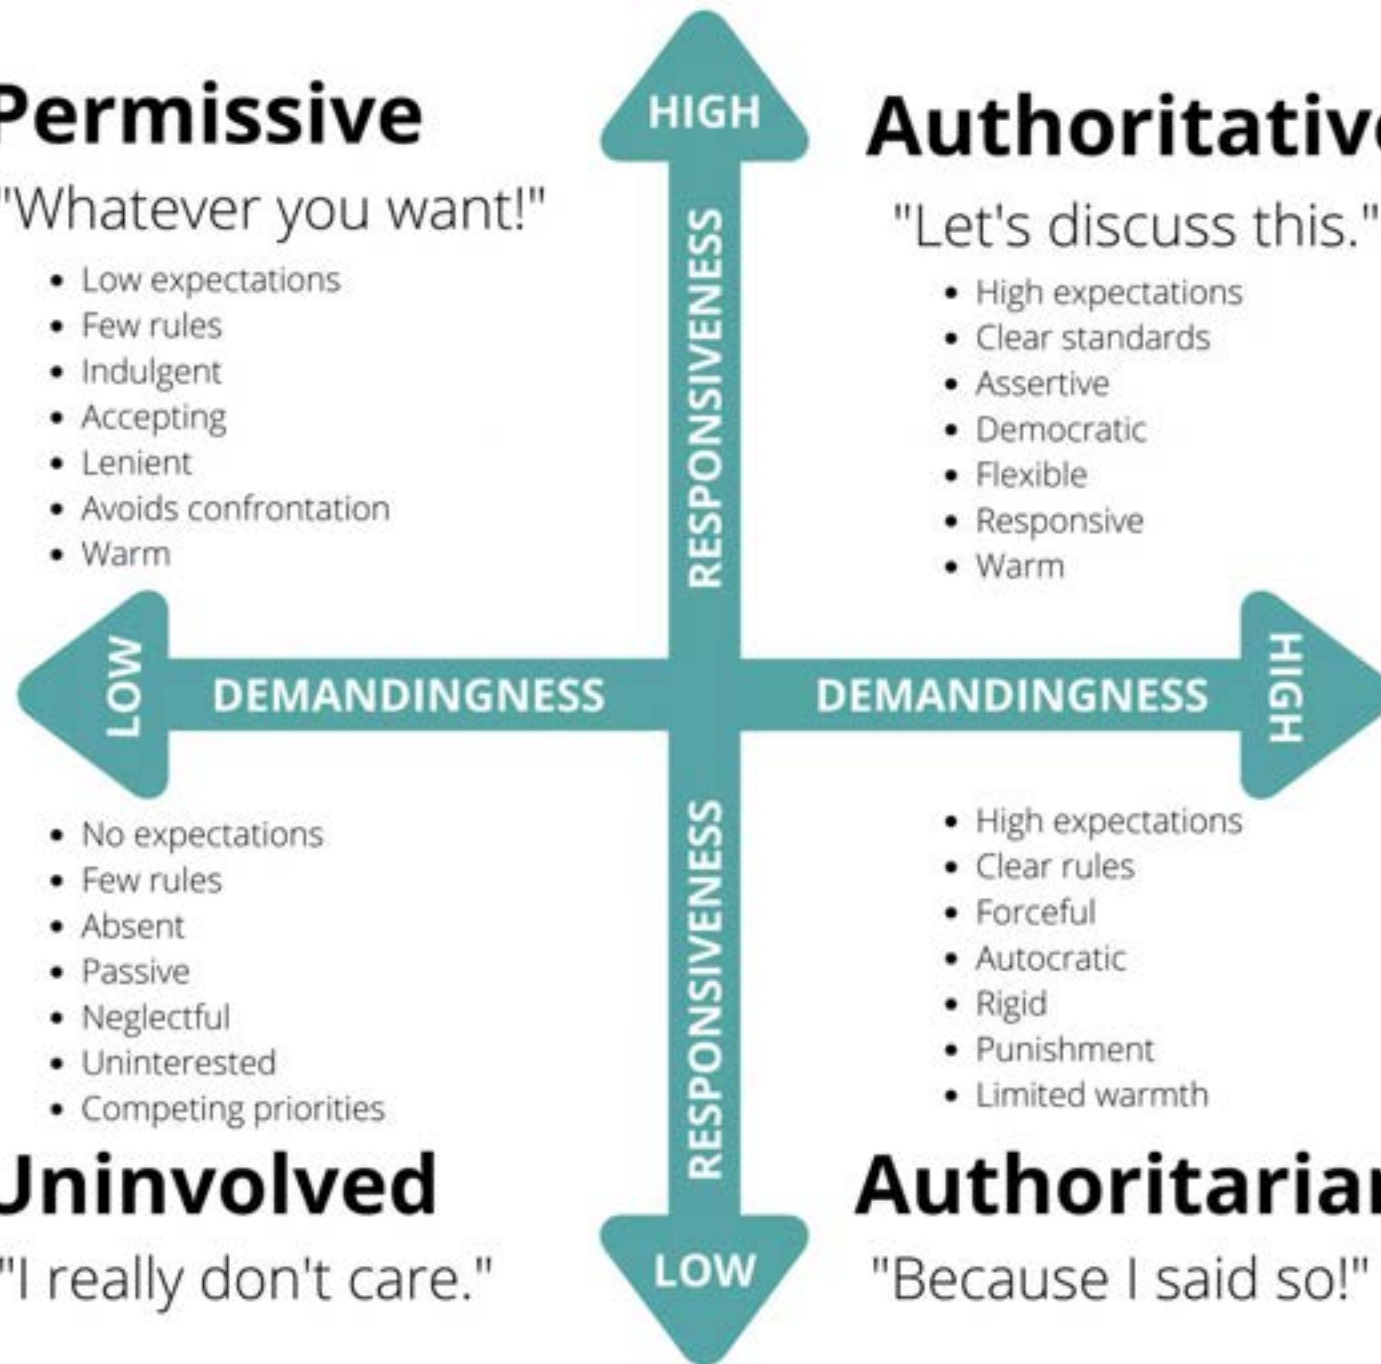 HIGH
Permissive
"Whatever you want!"
• Low expectations
• Few rules
• Indulgent
• Accepting
• Lenient
• Avoids confrontation
• Warm
RESPONSIVENESS
Authoritative
"Let's discuss this."
• High expectations
• Clear standards
• Assertive
• Democratic
• Flexible
• Responsive
• Warm
LOW
DEMANDINGNESS
DEMANDINGNESS
HIGH
• No expectations
• Few rules
• Absent
• Passive
• Neglectful
• Uninterested
• Competing priorities
Uninvolved
"I really don't care."
RESPONSIVENESS
LOW
• High expectations
• Clear rules
• Forceful
• Autocratic
• Rigid
• Punishment
• Limited warmth
Authoritarian
"Because I said so!"